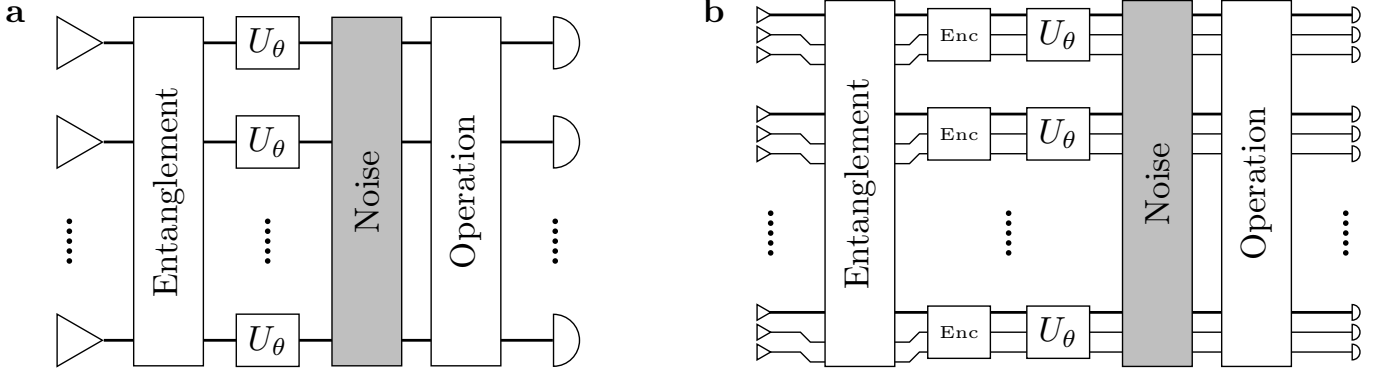 a
Entanglement
U_θ
U_θ
U_θ
Noise
Operation
b
Entanglement
Enc
U_θ
Enc
U_θ
Enc
U_θ
Noise
Operation